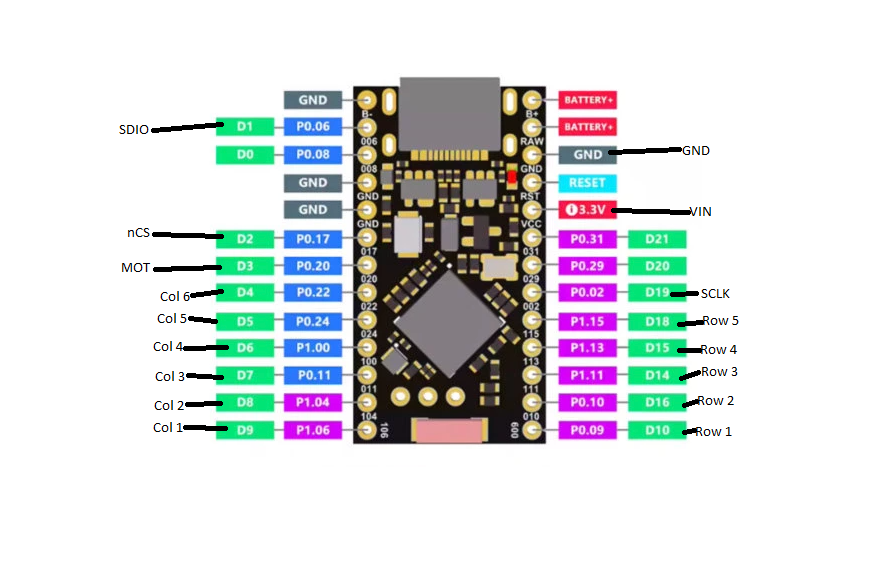 GND BATTERY+
B- B+
SDIO D1 P0.06 BATTERY+
006 RAW
D0 P0.08 GND GND
008 GND
GND RESET
GND RST
GND 3.3V VIN
GND VCC
nCS D2 P0.17 P0.31 D21
017 031
MOT D3 P0.20 P0.29 D20
020 029
Col 6 D4 P0.22 P0.02 D19 SCLK
022 002
Col 5 D5 P0.24 P1.15 D18 Row 5
024 115
Col 4 D6 P1.00 P1.13 D15 Row 4
100 113
Col 3 D7 P0.11 P1.11 D14 Row 3
011 111
Col 2 D8 P1.04 P0.10 D16 Row 2
104 010
Col 1 D9 P1.06 P0.09 D10 Row 1
106 009